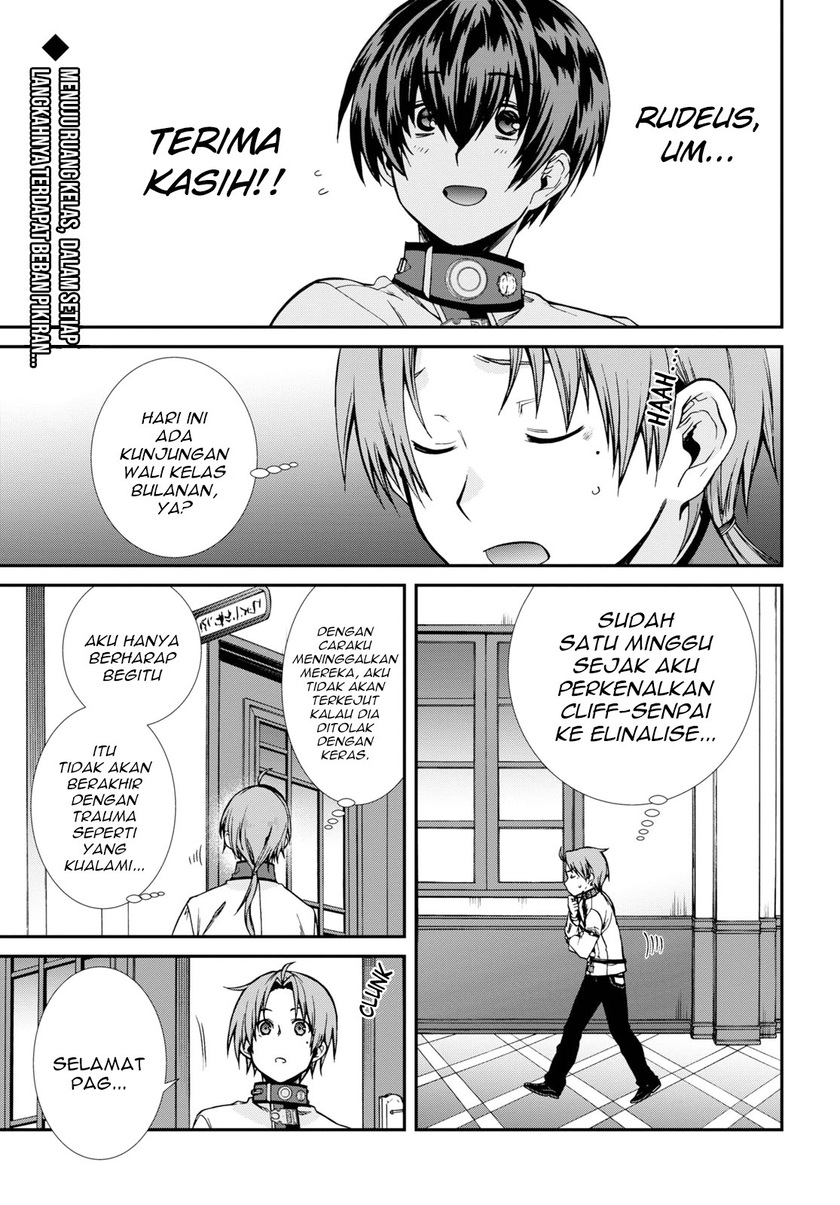 RUDEUS,
UM...
TERIMA
KASIH!!
MENUJU RUANG KELAS, DALAM SETIAP
LANGKAHNYA TERDAPAT BEBAN PIKIRAN...
HAAH...
HARI INI
ADA
KUNJUNGAN
WALI KELAS
BULANAN,
YA?
SUDAH
SATU MINGGU
SEJAK AKU
PERKENALKAN
CLIFF-SENPAI
KE ELINALISE...
DENGAN
CARAKU
MENINGGALKAN
MEREKA, AKU
TIDAK AKAN
TERKEJUT
KALAU DIA
DITOLAK
DENGAN
KERAS.
AKU HANYA
BERHARAP
BEGITU
ITU
TIDAK AKAN
BERAKHIR
DENGAN
TRAUMA
SEPERTI
YANG
KUALAMI...
CLUNK
SELAMAT
PAG...